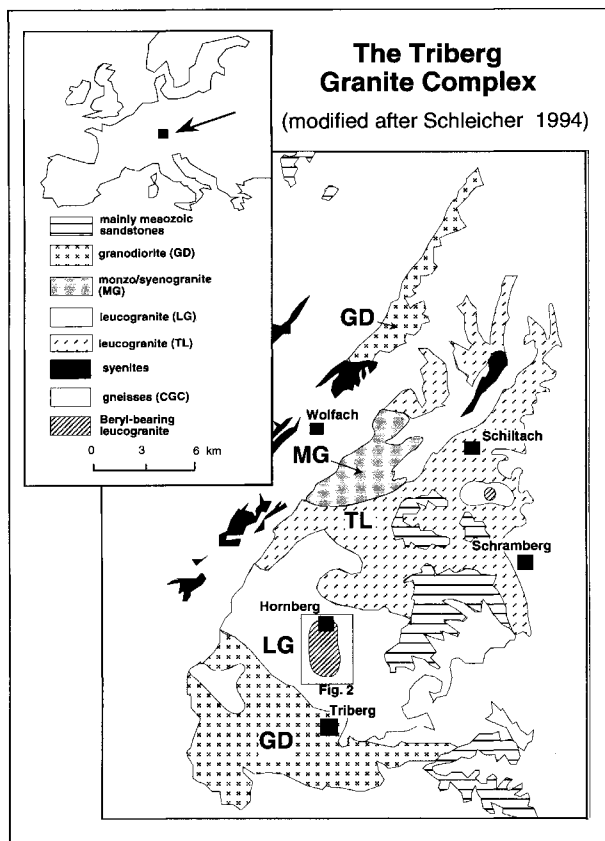 The Triberg
Granite Complex
(modified after Schleicher 1994)
mainly mesozoic
sandstones
granodiorite (GD)
monzo/syenogranite
(MG)
leucogranite (LG)
leucogranite (TL)
syenites
gneisses (CGC)
Beryl-bearing
leucogranite
0 3 6 km
GD
Wolfach
Schiltach
MG
TL
Schramberg
Hornberg
LG
Fig. 2
Triberg
GD